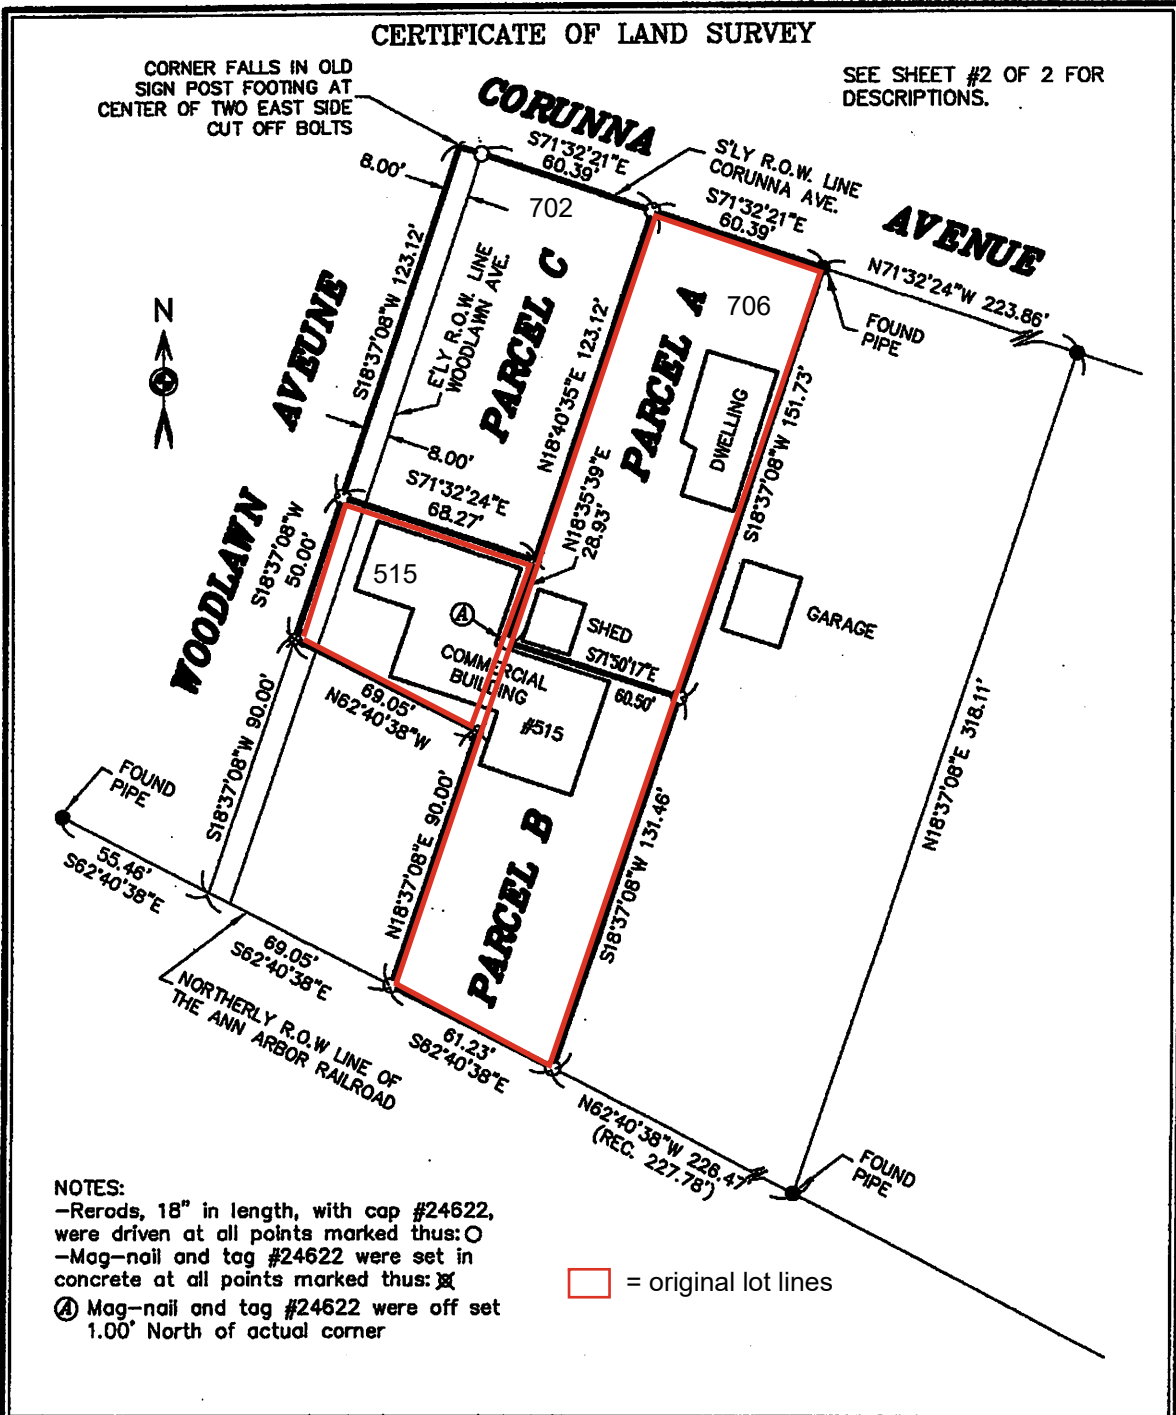 CERTIFICATE OF LAND SURVEY
CORNER FALLS IN OLD
SIGN POST FOOTING AT
CENTER OF TWO EAST SIDE
CUT OFF BOLTS
SEE SHEET #2 OF 2 FOR
DESCRIPTIONS.
CORUNNA
AVENUE
S71°32'21"E
60.39'
S'LY R.O.W. LINE
CORUNNA AVE.
S71°32'21"E
60.39'
N71°32'24"W 223.86'
FOUND
PIPE
8.00'
702
706
S18°37'08"W 123.12'
E'LY R.O.W. LINE
WOODLAWN AVE.
PARCEL C
N18°40'35"E 123.12'
PARCEL A
DWELLING
S18°37'08"W 151.73'
N
WOODLAWN
AVEUNE
8.00'
S71°32'24"E
68.27'
N18°35'39"E
28.93'
S18°37'08"W
50.00'
515
A
SHED
GARAGE
S71°50'17"E
60.50'
COMMERCIAL
BUILDING
#515
69.05'
N62°40'38"W
S18°37'08"W 90.00'
N18°37'08"E 90.00'
PARCEL B
S18°37'08"W 131.46'
N18°37'08"E 318.11'
FOUND
PIPE
55.46'
S62°40'38"E
69.05'
S62°40'38"E
NORTHERLY R.O.W LINE OF
THE ANN ARBOR RAILROAD
61.23'
S62°40'38"E
N62°40'38"W 226.47'
(REC. 227.78')
FOUND
PIPE
NOTES:
-Rerods, 18" in length, with cap #24622,
were driven at all points marked thus:
-Mag-nail and tag #24622 were set in
concrete at all points marked thus:
A Mag-nail and tag #24622 were off set
1.00' North of actual corner
= original lot lines